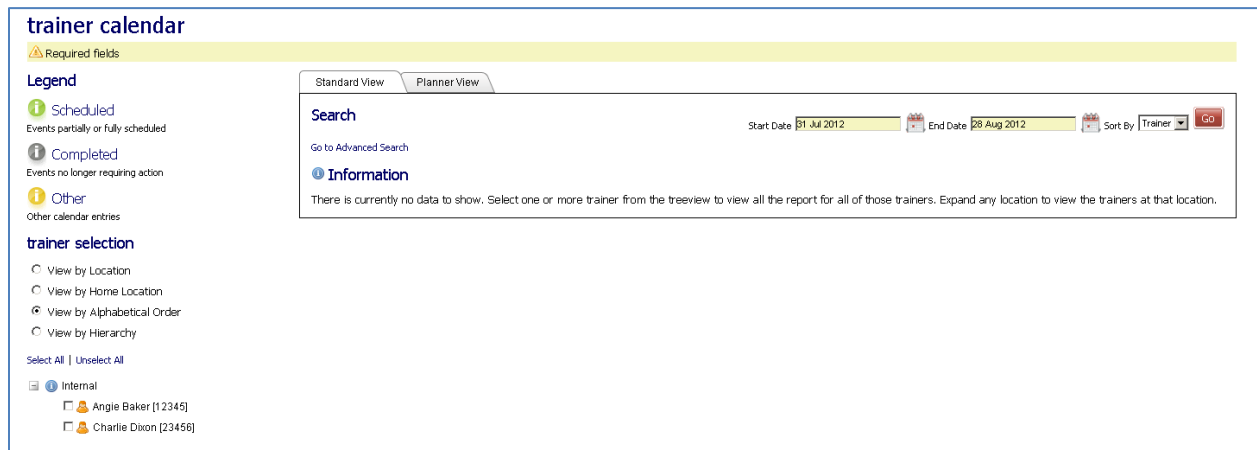 trainer calendar
Required fields
Legend
Scheduled
Events partially or fully scheduled
Completed
Events no longer requiring action
Other
Other calendar entries
trainer selection
View by Location
View by Home Location
View by Alphabetical Order
View by Hierarchy
Select All | Unselect All
Internal
Angie Baker [12345]
Charlie Dixon [23456]
Standard View Planner View
Search
Start Date 31 Jul 2012 End Date 28 Aug 2012 Sort By Trainer Go
Go to Advanced Search
Information
There is currently no data to show. Select one or more trainer from the treeview to view all the report for all of those trainers. Expand any location to view the trainers at that location.